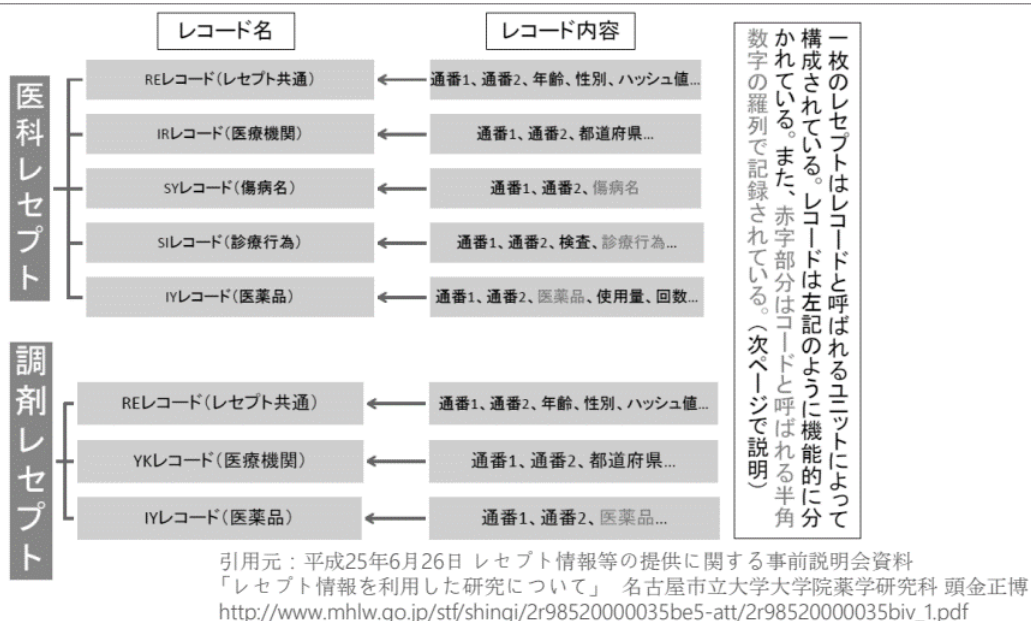 レコード名
レコード内容
医科レセプト
REレコード(レセプト共通)
通番1、通番2、年齢、性別、ハッシュ値...
IRレコード(医療機関)
通番1、通番2、都道府県...
SYレコード(傷病名)
通番1、通番2、傷病名
SIレコード(診療行為)
通番1、通番2、検査、診療行為...
IYレコード(医薬品)
通番1、通番2、医薬品、使用量、回数...
調剤レセプト
REレコード(レセプト共通)
通番1、通番2、年齢、性別、ハッシュ値...
YKレコード(医療機関)
通番1、通番2、都道府県...
IYレコード(医薬品)
通番1、通番2、医薬品...
一枚のレセプトはレコードと呼ばれるユニットによって
構成されている。レコードは左記のように機能的に分
かれている。また、赤字部分はコードと呼ばれる半角
数字の羅列で記録されている。(次ページで説明)
引用元：平成25年6月26日 レセプト情報等の提供に関する事前説明会資料
「レセプト情報を利用した研究について」 名古屋市立大学大学院薬学研究科 頭金正博
http://www.mhlw.go.jp/stf/shingi/2r98520000035be5-att/2r98520000035biv_1.pdf